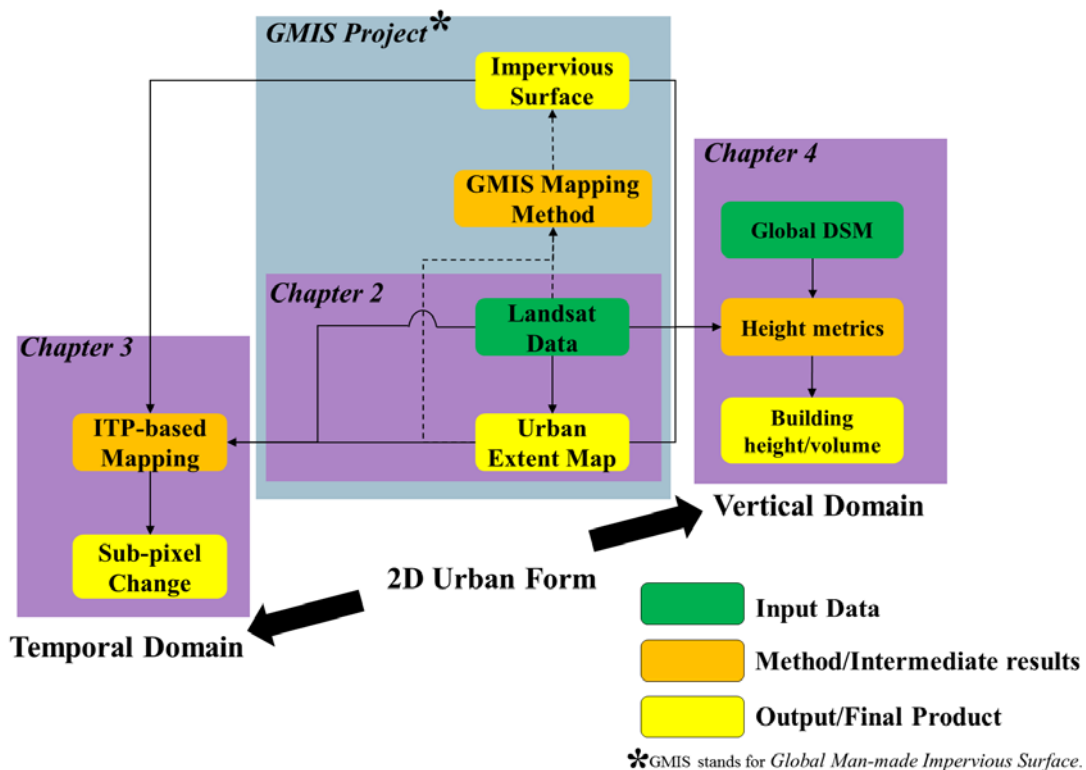 GMIS Project*
Impervious
Surface
Chapter 4
GMIS Mapping
Method
Global DSM
Chapter 2
Landsat
Data
Height metrics
Chapter 3
ITP-based
Mapping
Urban
Extent Map
Building
height/volume
Vertical Domain
Sub-pixel
Change
2D Urban Form
Temporal Domain
Input Data
Method/Intermediate results
Output/Final Product
*GMIS stands for Global Man-made Impervious Surface.